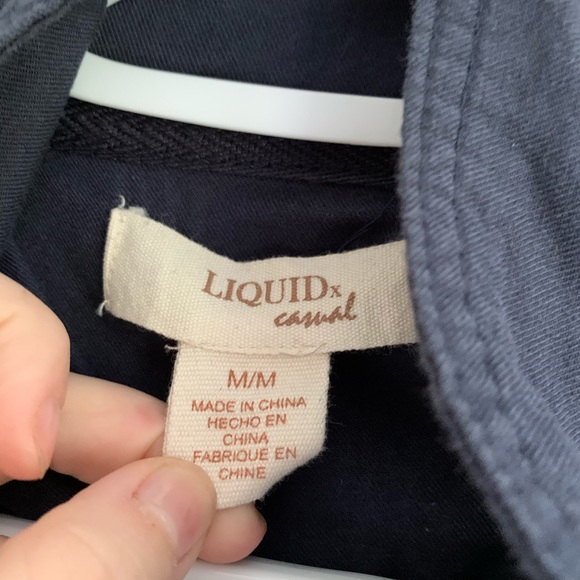 LIQUIDx
casual
M/M
MADE IN CHINA
HECHO EN
CHINA
FABRIQUE EN
CHINE